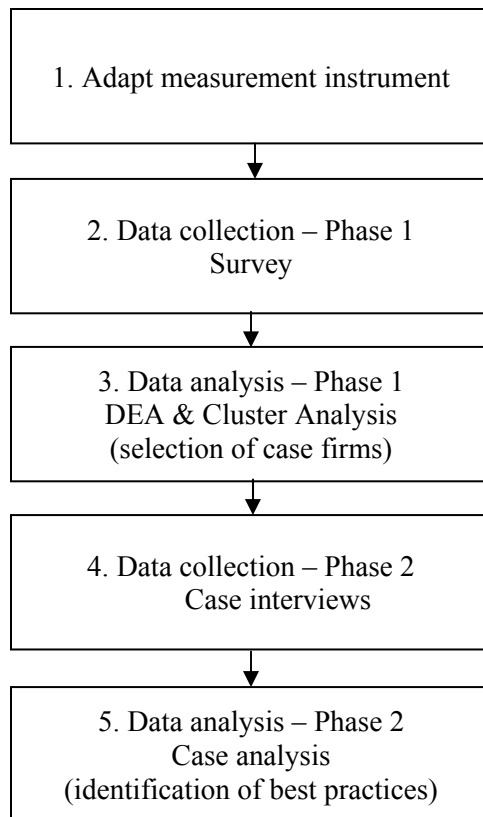 1. Adapt measurement instrument
2. Data collection – Phase 1
Survey
3. Data analysis – Phase 1
DEA & Cluster Analysis
(selection of case firms)
4. Data collection – Phase 2
Case interviews
5. Data analysis – Phase 2
Case analysis
(identification of best practices)